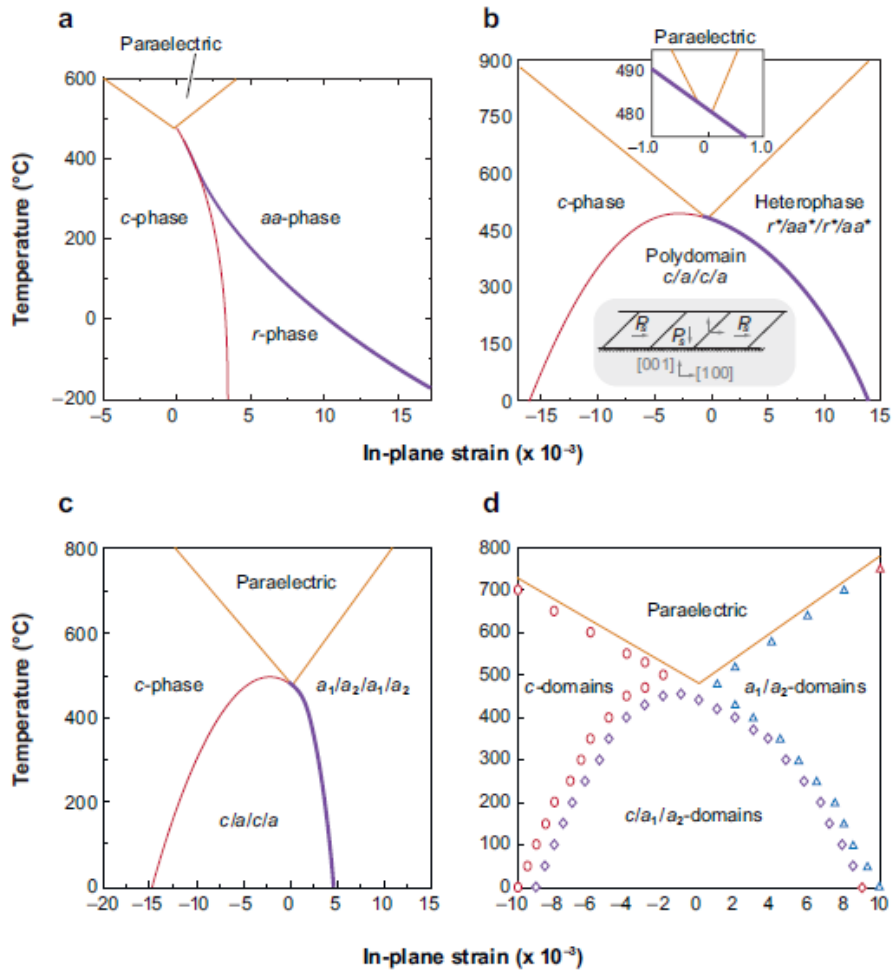 a
Paraelectric
600
400
200
0
–200
–5
0
5
10
15
c-phase
aa-phase
r-phase
Temperature (°C)
b
Paraelectric
490
480
–1.0
0
1.0
900
750
600
450
300
150
0
–15
–10
–5
0
5
10
15
c-phase
Heterophase
r*/aa*/r*/aa*
Polydomain
c/a/c/a
Ps
Ps
Ps
[001]
[100]
In-plane strain (x 10⁻³)
c
800
600
400
200
0
–20
–15
–10
–5
0
5
10
15
Paraelectric
c-phase
a₁/a₂/a₁/a₂
c/a/c/a
Temperature (°C)
d
800
700
600
500
400
300
200
100
0
–10
–8
–6
–4
–2
0
2
4
6
8
10
Paraelectric
c-domains
a₁/a₂-domains
c/a₁/a₂-domains
In-plane strain (x 10⁻³)